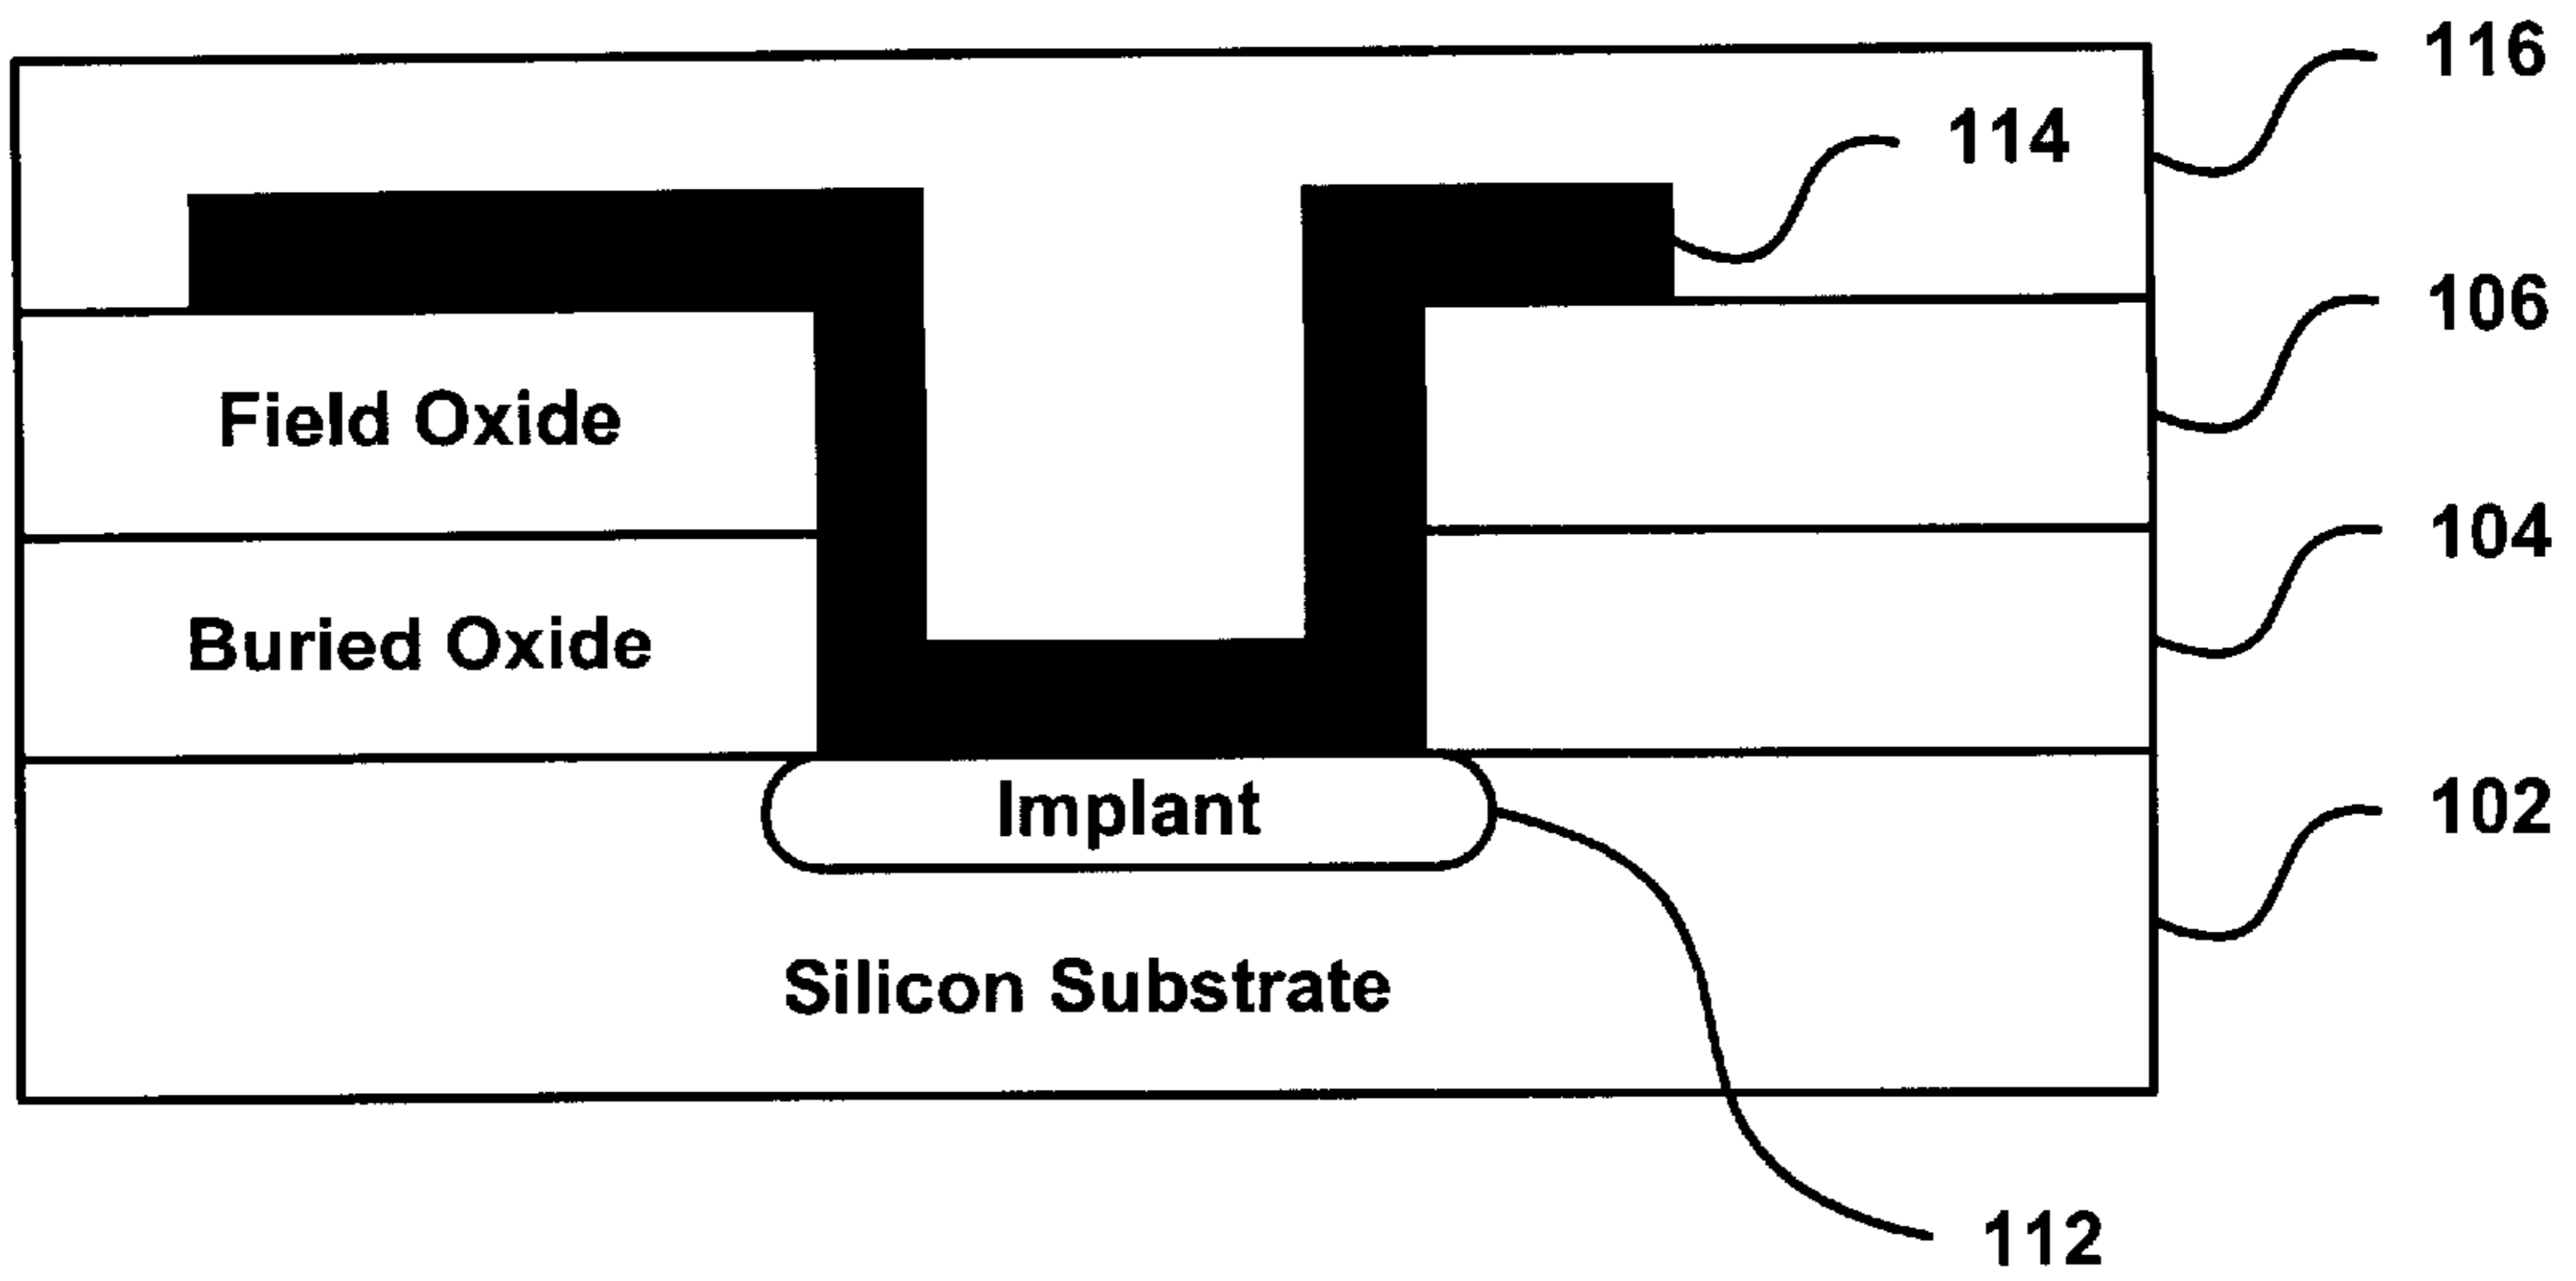 116
114
106
Field Oxide
104
Buried Oxide
Implant
102
Silicon Substrate
112